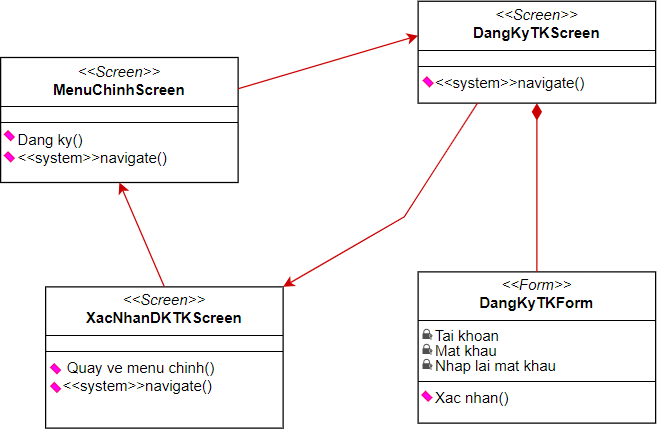 <<Screen>>
DangKyTKScreen
<<system>>navigate()
<<Screen>>
MenuChinhScreen
Dang ky()
<<system>>navigate()
<<Screen>>
XacNhanDKTKScreen
Quay ve menu chinh()
<<system>>navigate()
<<Form>>
DangKyTKForm
Tai khoan
Mat khau
Nhap lai mat khau
Xac nhan()